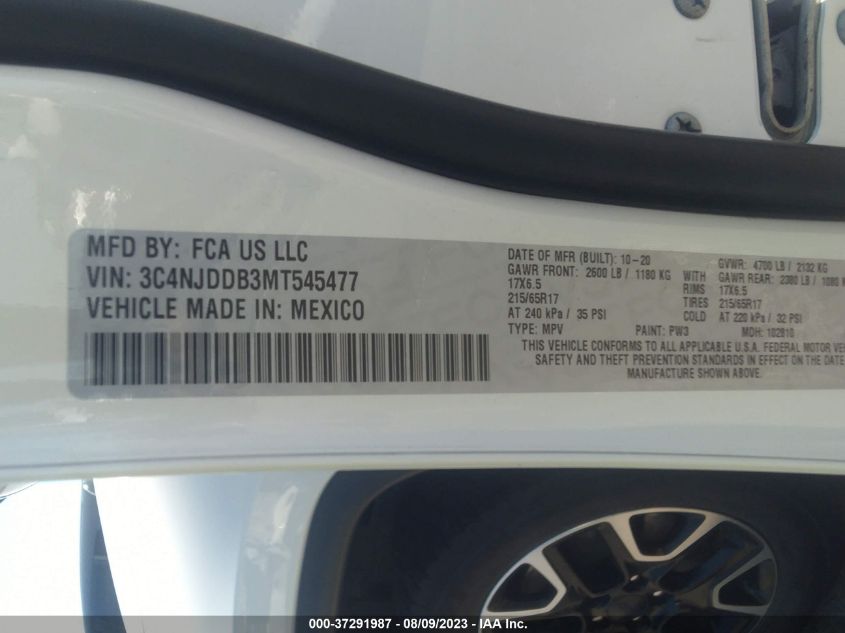 MFD BY: FCA US LLC
VIN: 3C4NJDDB3MT545477
VEHICLE MADE IN: MEXICO
DATE OF MFR (BUILT): 10-20 GVWR: 4700 LB / 2132 KG
GAWR FRONT: 2600 LB / 1180 KG WITH GAWR REAR: 2380 LB / 1080 KG
17X6.5 RIMS 17X6.5
215/65R17 TIRES 215/65R17
AT 240 kPa / 35 PSI COLD AT 220 kPa / 32 PSI
TYPE: MPV PAINT: PW3 MDH: 102810
THIS VEHICLE CONFORMS TO ALL APPLICABLE U.S.A. FEDERAL MOTOR
SAFETY AND THEFT PREVENTION STANDARDS IN EFFECT ON THE DATE
MANUFACTURE SHOWN ABOVE.
000-37291987 - 08/09/2023 - IAA Inc.